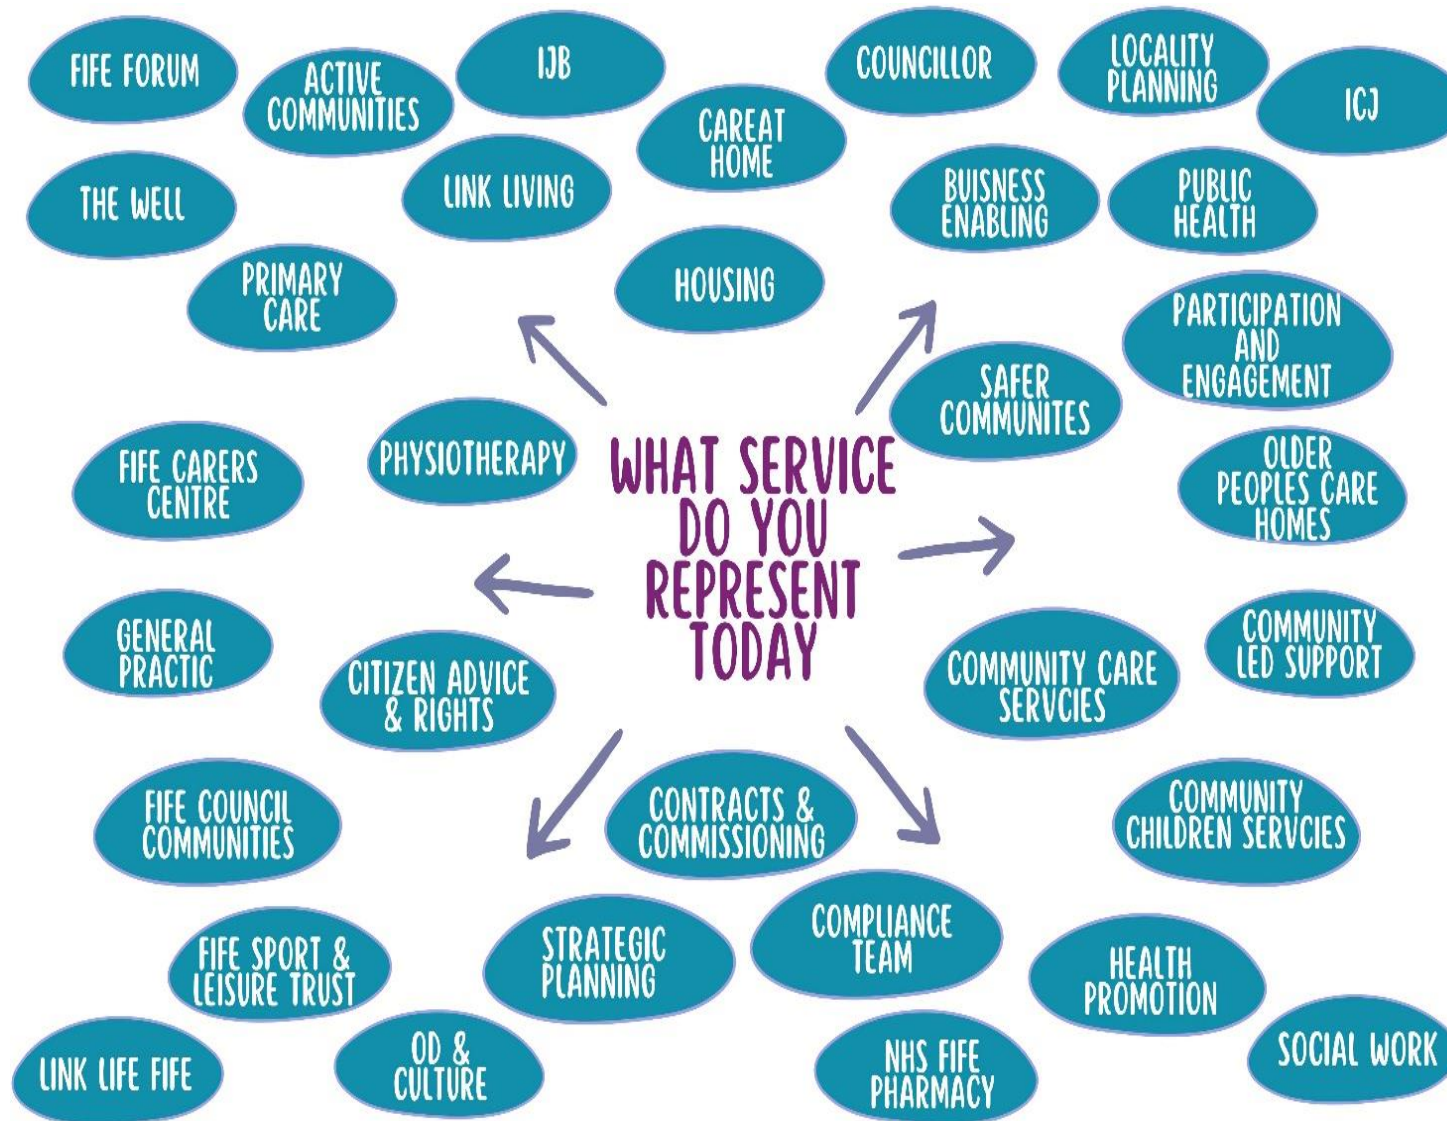 FIFE FORUM
ACTIVE
COMMUNITIES
IJB
CAREAT
HOME
COUNCILLOR
LOCALITY
PLANNING
ICJ
THE WELL
LINK LIVING
BUISNESS
ENABLING
PUBLIC
HEALTH
PRIMARY
CARE
HOUSING
PARTICIPATION
AND
ENGAGEMENT
SAFER
COMMUNITES
FIFE CARERS
CENTRE
PHYSIOTHERAPY
WHAT SERVICE
DO YOU
REPRESENT
TODAY
OLDER
PEOPLES CARE
HOMES
GENERAL
PRACTIC
CITIZEN ADVICE
& RIGHTS
COMMUNITY CARE
SERVCIES
COMMUNITY
LED SUPPORT
FIFE COUNCIL
COMMUNITIES
CONTRACTS &
COMMISSIONING
COMMUNITY
CHILDREN SERVCIES
FIFE SPORT &
LEISURE TRUST
STRATEGIC
PLANNING
COMPLIANCE
TEAM
HEALTH
PROMOTION
LINK LIFE FIFE
OD &
CULTURE
NHS FIFE
PHARMACY
SOCIAL WORK